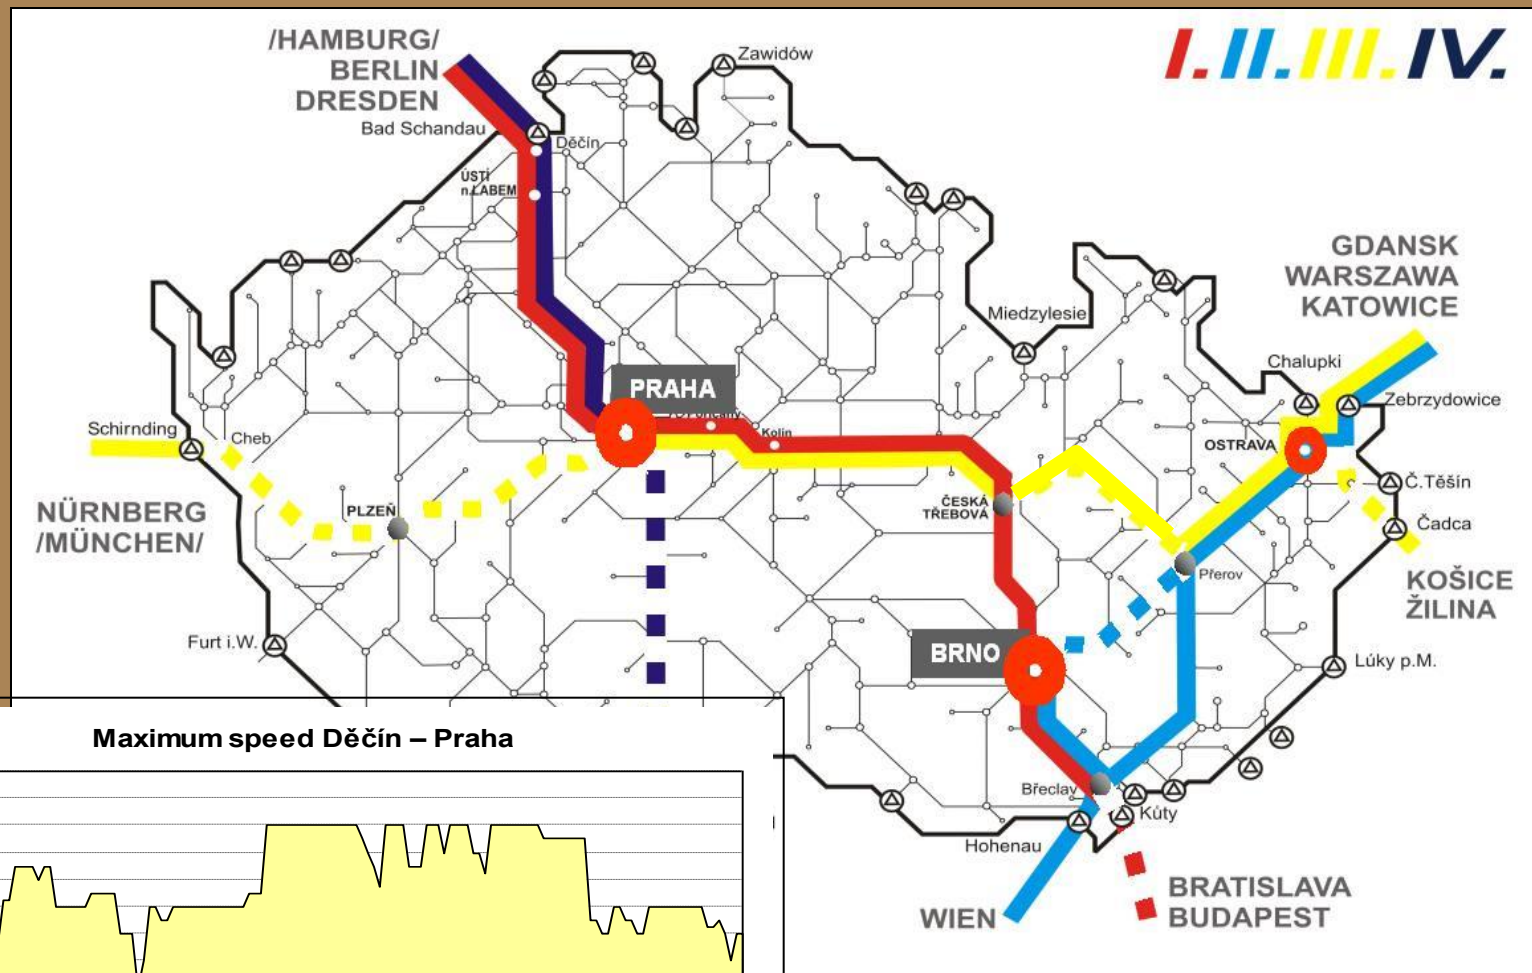 /HAMBURG/
BERLIN
DRESDEN
I. II. III. IV.
Zawidów
Bad Schandau
Děčín
ÚSTÍ
n.LABEM
GDANSK
WARSZAWA
KATOWICE
Miedzylesie
Chalupki
Zebrzydowice
PRAHA
Kolín
Schirnding
Cheb
OSTRAVA
Č.Těšín
NÜRNBERG
/MÜNCHEN/
PLZEŇ
ČESKÁ
TŘEBOVÁ
Čadca
Přerov
KOŠICE
ŽILINA
Furt i.W.
BRNO
Lúky p.M.
Maximum speed Děčín – Praha
Břeclav
Kúty
Hohenau
WIEN
BRATISLAVA
BUDAPEST